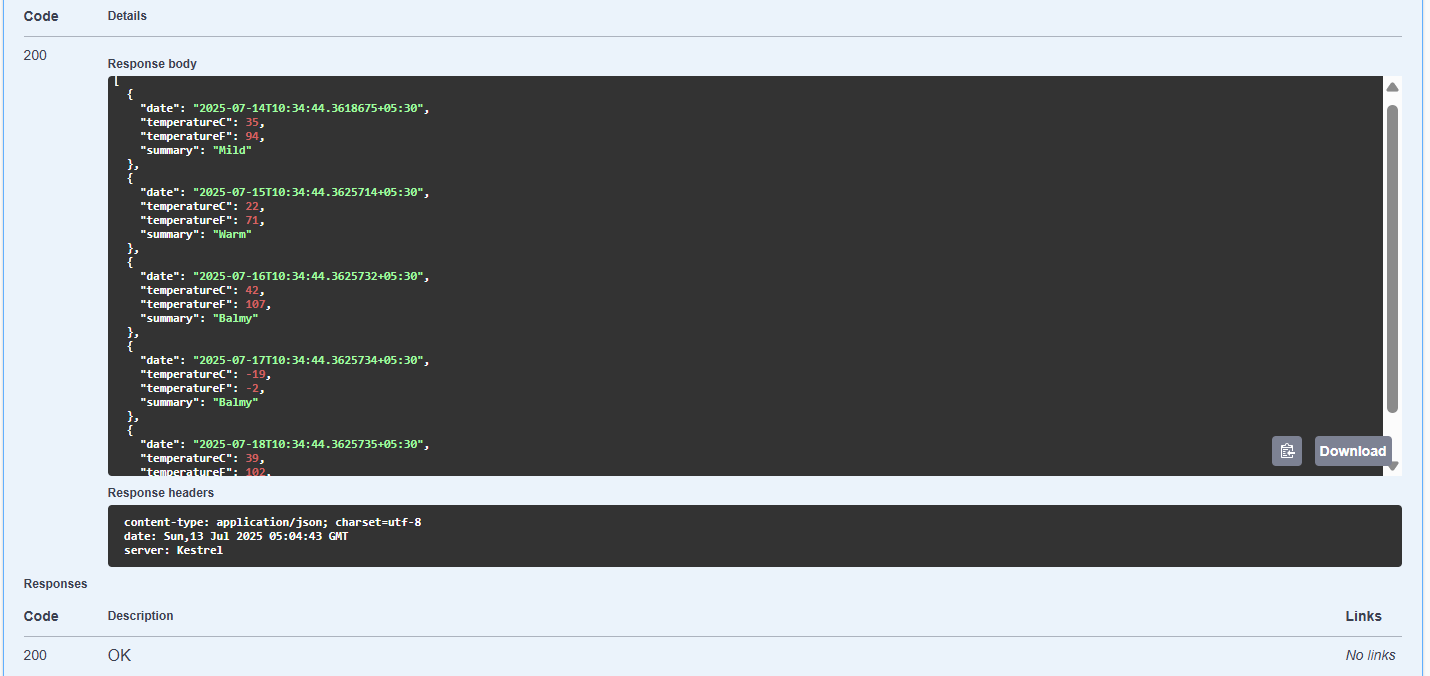 Code Details
200
Response body
[
  {
    "date": "2025-07-14T10:34:44.3618675+05:30",
    "temperatureC": 35,
    "temperatureF": 94,
    "summary": "Mild"
  },
  {
    "date": "2025-07-15T10:34:44.3625714+05:30",
    "temperatureC": 22,
    "temperatureF": 71,
    "summary": "Warm"
  },
  {
    "date": "2025-07-16T10:34:44.3625732+05:30",
    "temperatureC": 42,
    "temperatureF": 107,
    "summary": "Balmy"
  },
  {
    "date": "2025-07-17T10:34:44.3625734+05:30",
    "temperatureC": -19,
    "temperatureF": -2,
    "summary": "Balmy"
  },
  {
    "date": "2025-07-18T10:34:44.3625735+05:30",
    "temperatureC": 39,
    "temperatureF": 102,
Download
Response headers
content-type: application/json; charset=utf-8
date: Sun,13 Jul 2025 05:04:43 GMT
server: Kestrel
Responses
Code Description Links
200 OK No links